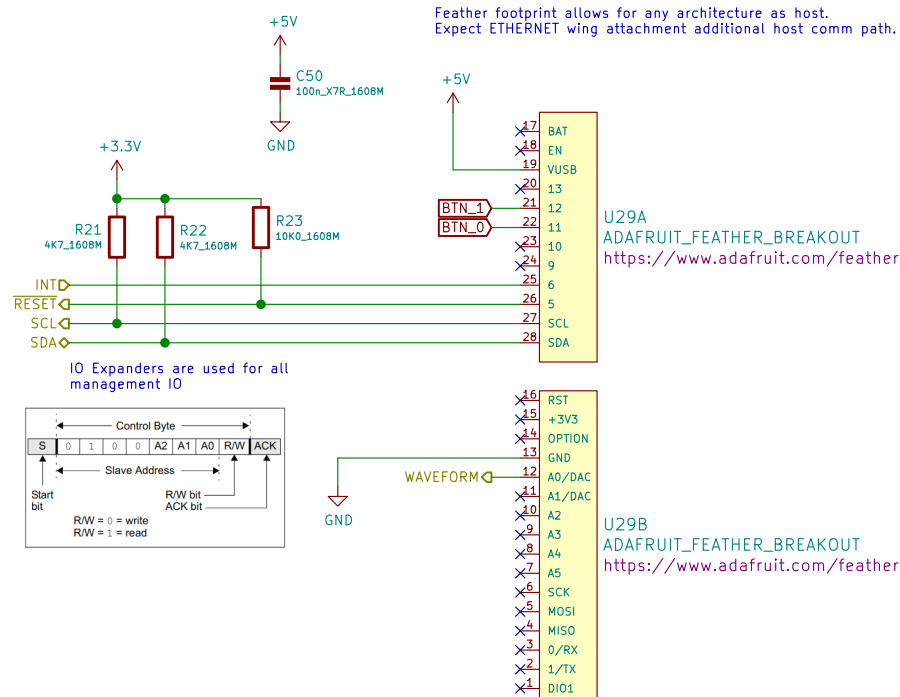 Feather footprint allows for any architecture as host.
Expect ETHERNET wing attachment additional host comm path.
+5V
C50
100n_X7R_1608M
GND
+5V
+3.3V
R21
4K7_1608M
R22
4K7_1608M
R23
10K0_1608M
INT
RESET
SCL
SDA
BTN_1
BTN_0
17 BAT
18 EN
19 VUSB
20 13
21 12
22 11
23 10
24 9
25 6
26 5
27 SCL
28 SDA
U29A
ADAFRUIT_FEATHER_BREAKOUT
https://www.adafruit.com/feather
IO Expanders are used for all
management IO
Control Byte
S 0 1 0 0 A2 A1 A0 R/W ACK
Slave Address
Start
bit
R/W bit
ACK bit
R/W = 0 = write
R/W = 1 = read
GND
WAVEFORM
16 RST
15 +3V3
14 OPTION
13 GND
12 A0/DAC
11 A1/DAC
10 A2
9 A3
8 A4
7 A5
6 SCK
5 MOSI
4 MISO
3 0/RX
2 1/TX
1 DIO1
U29B
ADAFRUIT_FEATHER_BREAKOUT
https://www.adafruit.com/feather